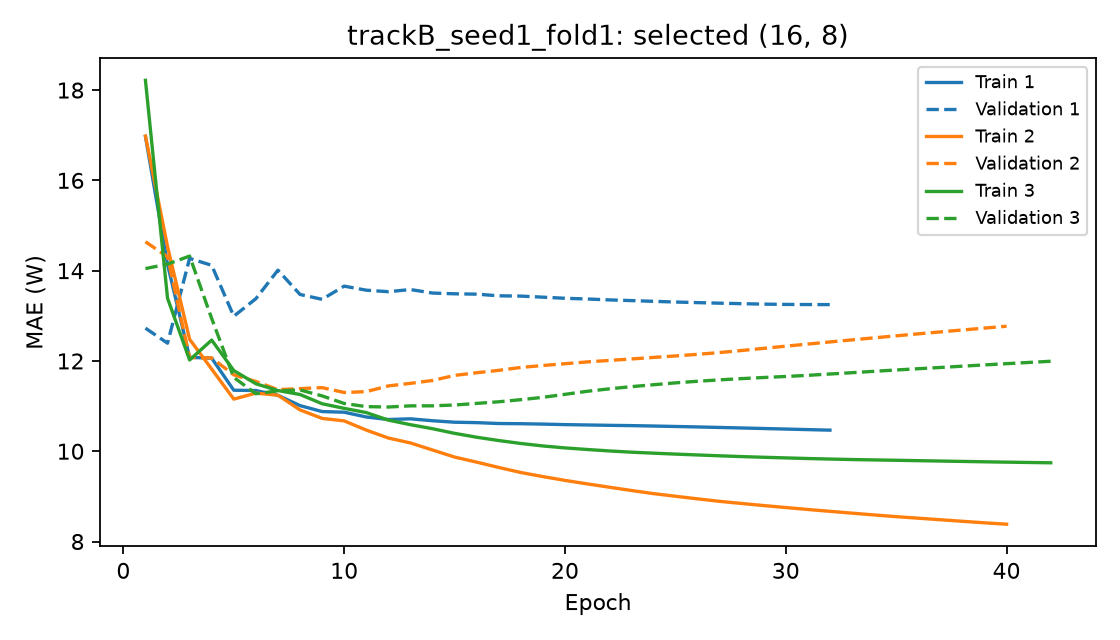 trackB_seed1_fold1: selected (16, 8)
MAE (W)
18
16
14
12
10
8
0 10 20 30 40
Epoch
Train 1
Validation 1
Train 2
Validation 2
Train 3
Validation 3